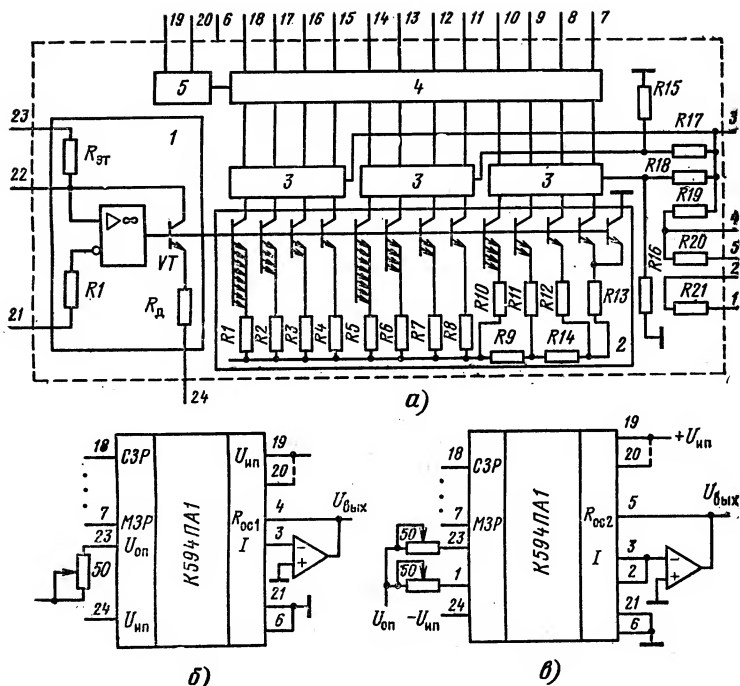 19 20 6 18 17 16 15 14 13 12 11 10 9 8 7
5 4 R15
23 1 R17 3
Rэт R18
22 3 3 3 R19
▷∞ 4
VT R16 R20 5
R1 R10 R11 R12 R13 2
21 Rд R1 R2 R3 R4 R5 R6 R7 R8 R21 1
R9 R14 2
24
а)
18 СЗР К594ПА1 Uип 19
20
Rос1 4 Uвых
7 МЗР I 3
23 Uоп
50
21
24 Uип 6
б)
18 СЗР К594ПА1 19 +Uип
20
Rос2 5 Uвых
7 МЗР
50 23 I 3
2
50 1
Uоп −Uип 24 21
6
в)